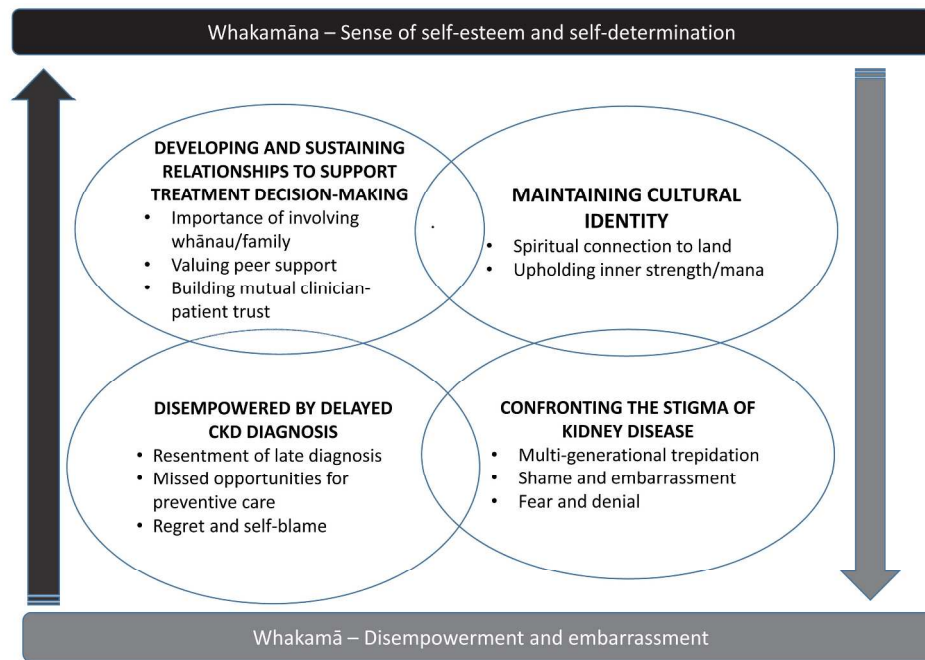 Whakamāna – Sense of self-esteem and self-determination
DEVELOPING AND SUSTAINING
RELATIONSHIPS TO SUPPORT
TREATMENT DECISION-MAKING
• Importance of involving
whānau/family
• Valuing peer support
• Building mutual clinician-
patient trust
MAINTAINING CULTURAL
IDENTITY
• Spiritual connection to land
• Upholding inner strength/mana
DISEMPOWERED BY DELAYED
CKD DIAGNOSIS
• Resentment of late diagnosis
• Missed opportunities for
preventive care
• Regret and self-blame
CONFRONTING THE STIGMA OF
KIDNEY DISEASE
• Multi-generational trepidation
• Shame and embarrassment
• Fear and denial
Whakamā – Disempowerment and embarrassment